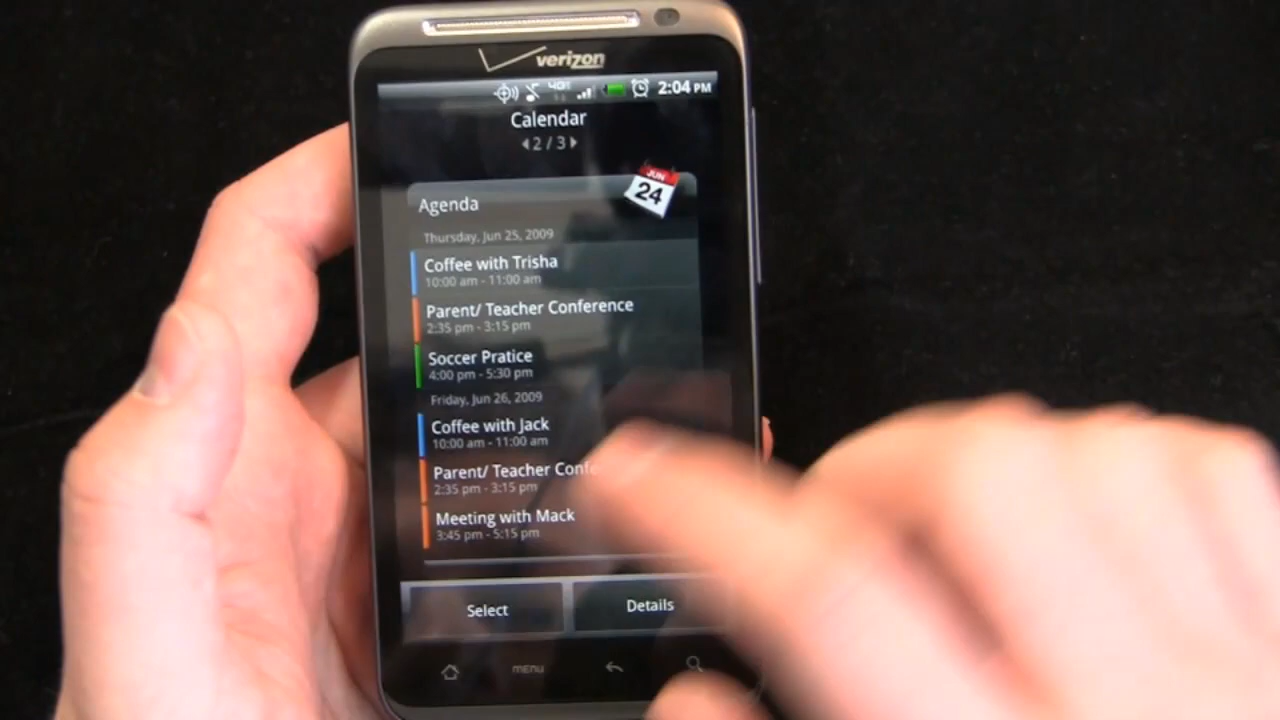 verizon
4G
2:04 PM
Calendar
2 / 3
JUN
24
Agenda
Thursday, Jun 25, 2009
Coffee with Trisha
10:00 am - 11:00 am
Parent/ Teacher Conference
2:35 pm - 3:15 pm
Soccer Pratice
4:00 pm - 5:30 pm
Friday, Jun 26, 2009
Coffee with Jack
10:00 am - 11:00 am
Parent/ Teacher Confe
2:35 pm - 3:15 pm
Meeting with Mack
3:45 pm - 5:15 pm
Select
Details
menu